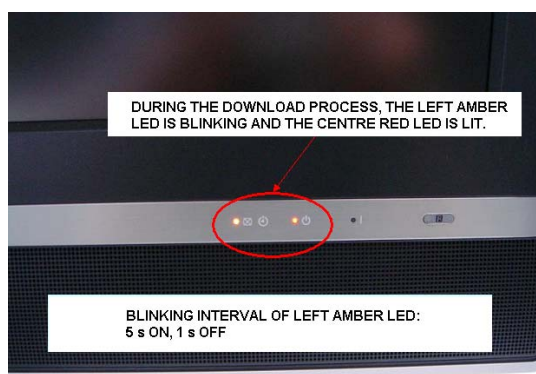 DURING THE DOWNLOAD PROCESS, THE LEFT AMBER
LED IS BLINKING AND THE CENTRE RED LED IS LIT.
BLINKING INTERVAL OF LEFT AMBER LED:
5 s ON, 1 s OFF